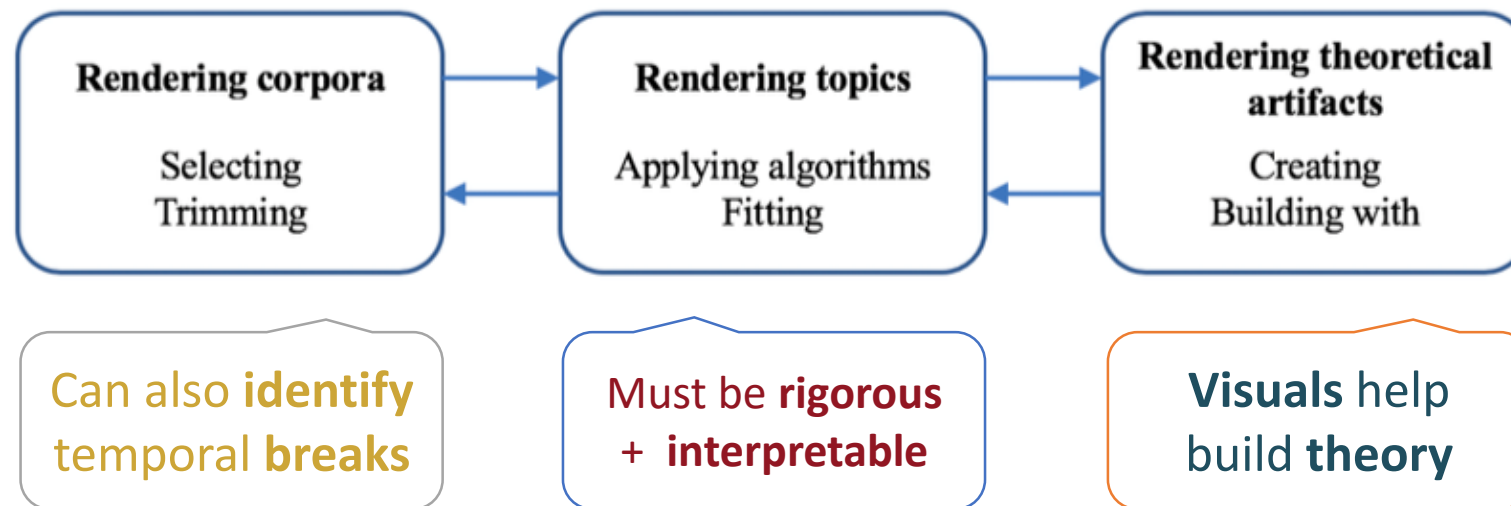 Rendering corpora
Selecting
Trimming
Rendering topics
Applying algorithms
Fitting
Rendering theoretical
artifacts
Creating
Building with
Can also identify
temporal breaks
Must be rigorous
+ interpretable
Visuals help
build theory